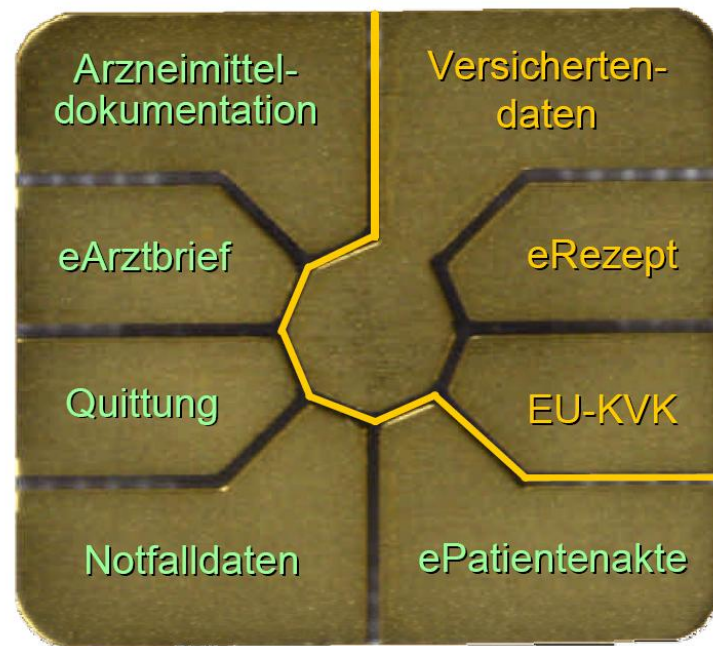 Arzneimittel-
dokumentation
Versicherten-
daten
eArztbrief
eRezept
Quittung
EU-KVK
Notfalldaten
ePatientenakte